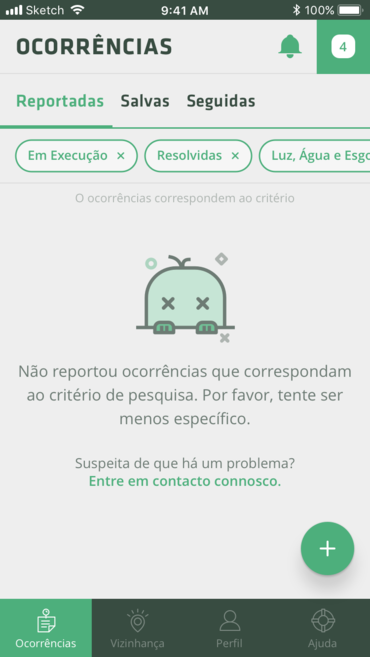 Sketch 9:41 AM 100%
OCORRÊNCIAS 4
Reportadas Salvas Seguidas
Em Execução × Resolvidas × Luz, Água e Esgo
O ocorrências correspondem ao critério
Não reportou ocorrências que correspondam
ao critério de pesquisa. Por favor, tente ser
menos específico.
Suspeita de que há um problema?
Entre em contacto connosco.
+
Ocorrências Vizinhança Perfil Ajuda